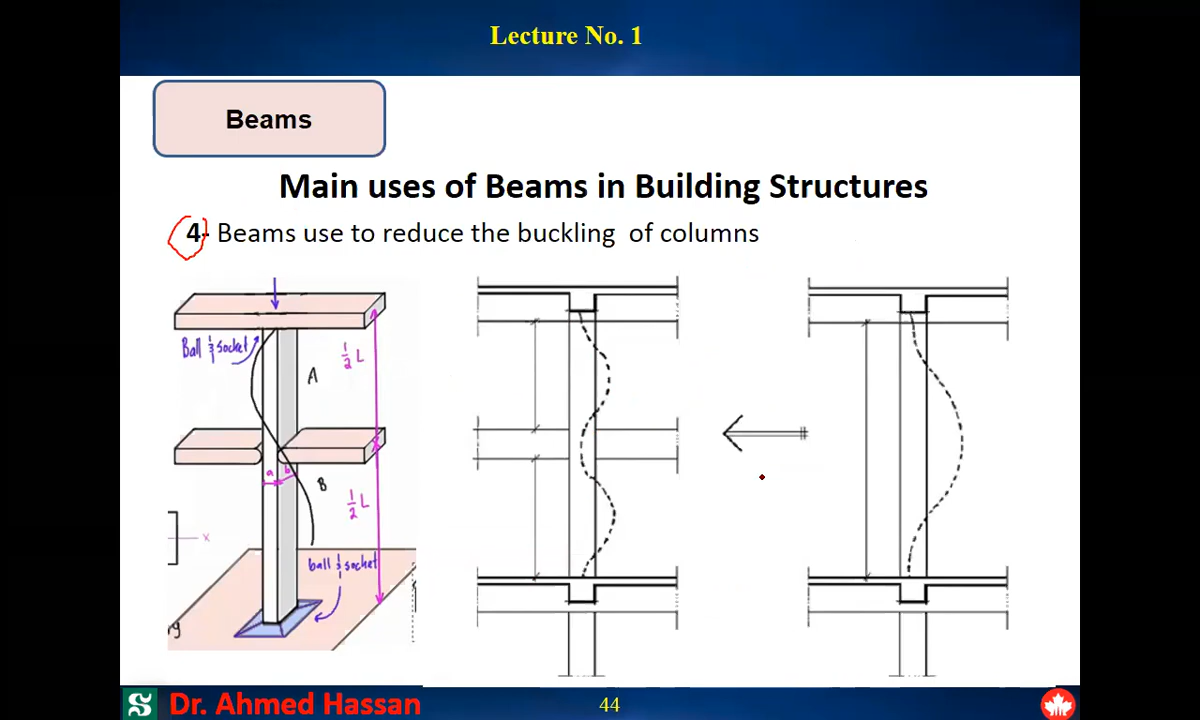 Lecture No. 1
Beams
Main uses of Beams in Building Structures
4- Beams use to reduce the buckling of columns
Ball & socket
A
½ L
a
b
B
½ L
x
ball & socket
Dr. Ahmed Hassan
44